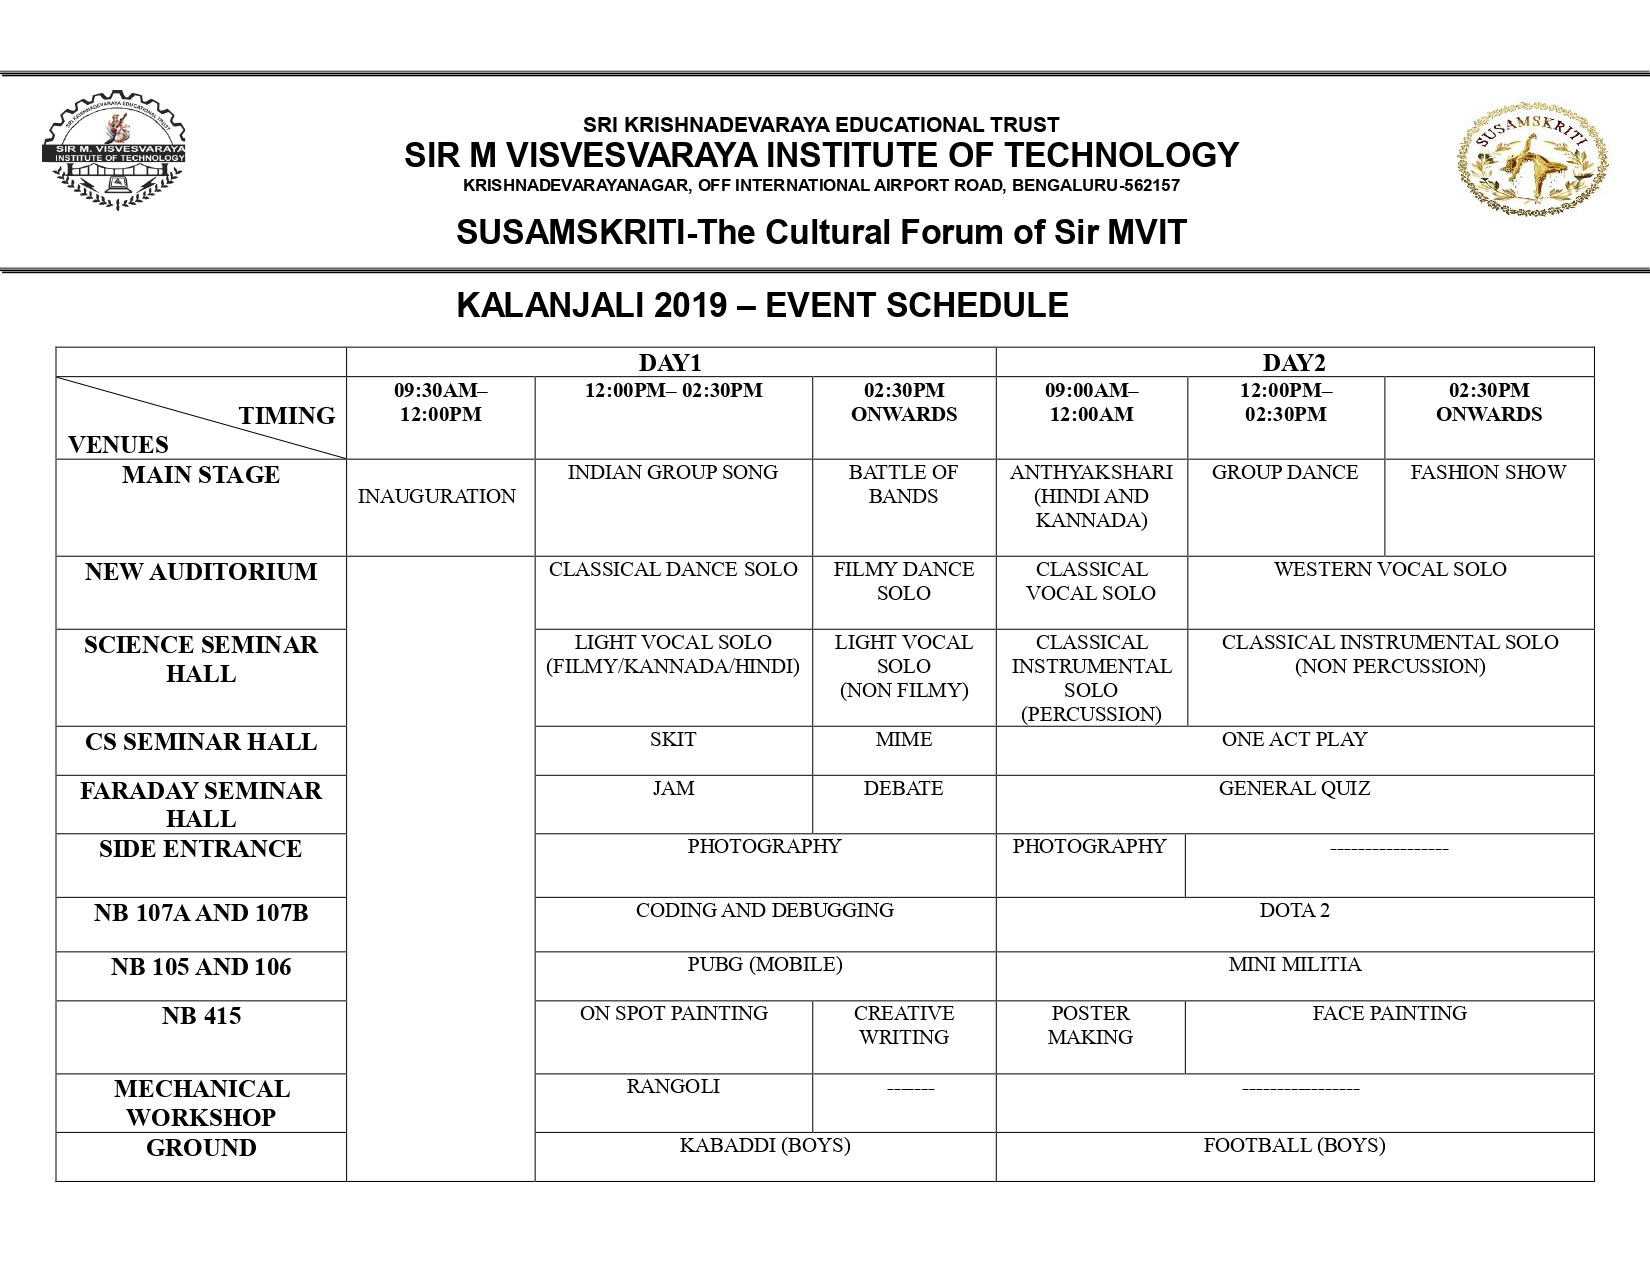 SRI KRISHNADEVARAYA EDUCATIONAL TRUST
SIR M. VISVESVARAYA
INSTITUTE OF TECHNOLOGY
SRI KRISHNADEVARAYA EDUCATIONAL TRUST
SIR M VISVESVARAYA INSTITUTE OF TECHNOLOGY
KRISHNADEVARAYANAGAR, OFF INTERNATIONAL AIRPORT ROAD, BENGALURU-562157
SUSAMSKRITI-The Cultural Forum of Sir MVIT
SUSAMSKRITI
KALANJALI 2019 – EVENT SCHEDULE
DAY1
DAY2
TIMING
VENUES
09:30AM–
12:00PM
12:00PM– 02:30PM
02:30PM
ONWARDS
09:00AM–
12:00AM
12:00PM–
02:30PM
02:30PM
ONWARDS
MAIN STAGE
INAUGURATION
INDIAN GROUP SONG
BATTLE OF
BANDS
ANTHYAKSHARI
(HINDI AND
KANNADA)
GROUP DANCE
FASHION SHOW
NEW AUDITORIUM
CLASSICAL DANCE SOLO
FILMY DANCE
SOLO
CLASSICAL
VOCAL SOLO
WESTERN VOCAL SOLO
SCIENCE SEMINAR
HALL
LIGHT VOCAL SOLO
(FILMY/KANNADA/HINDI)
LIGHT VOCAL
SOLO
(NON FILMY)
CLASSICAL
INSTRUMENTAL
SOLO
(PERCUSSION)
CLASSICAL INSTRUMENTAL SOLO
(NON PERCUSSION)
CS SEMINAR HALL
SKIT
MIME
ONE ACT PLAY
FARADAY SEMINAR
HALL
JAM
DEBATE
GENERAL QUIZ
SIDE ENTRANCE
PHOTOGRAPHY
PHOTOGRAPHY
-----------------
NB 107A AND 107B
CODING AND DEBUGGING
DOTA 2
NB 105 AND 106
PUBG (MOBILE)
MINI MILITIA
NB 415
ON SPOT PAINTING
CREATIVE
WRITING
POSTER
MAKING
FACE PAINTING
MECHANICAL
WORKSHOP
RANGOLI
-------
-----------------
GROUND
KABADDI (BOYS)
FOOTBALL (BOYS)